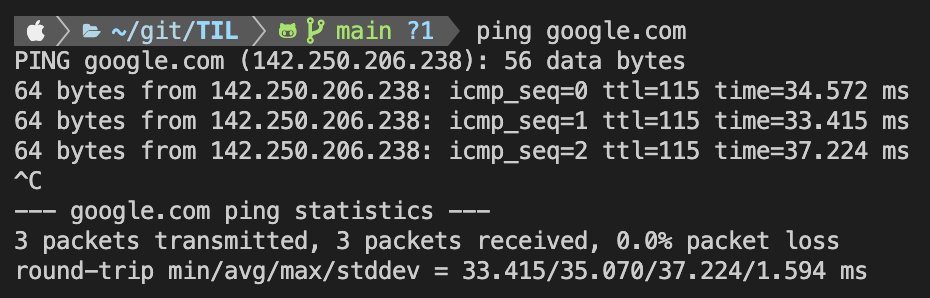 ~/git/TIL main ?1 ping google.com
PING google.com (142.250.206.238): 56 data bytes
64 bytes from 142.250.206.238: icmp_seq=0 ttl=115 time=34.572 ms
64 bytes from 142.250.206.238: icmp_seq=1 ttl=115 time=33.415 ms
64 bytes from 142.250.206.238: icmp_seq=2 ttl=115 time=37.224 ms
^C
--- google.com ping statistics ---
3 packets transmitted, 3 packets received, 0.0% packet loss
round-trip min/avg/max/stddev = 33.415/35.070/37.224/1.594 ms